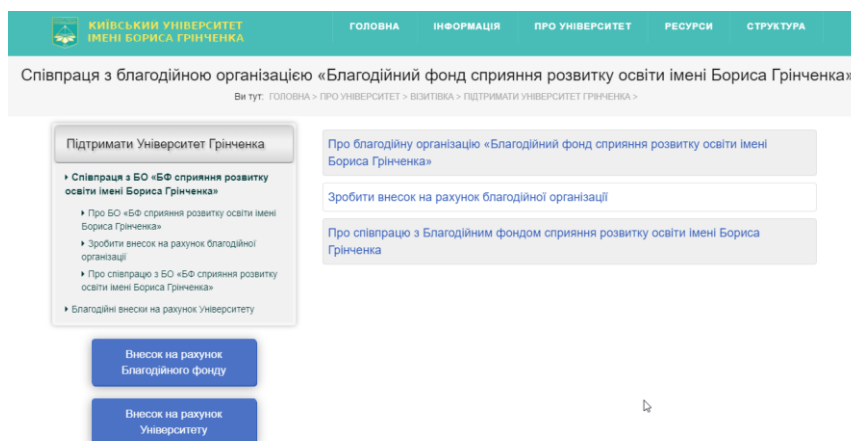 КИЇВСЬКИЙ УНІВЕРСИТЕТ
ІМЕНІ БОРИСА ГРІНЧЕНКА
ГОЛОВНА ІНФОРМАЦІЯ ПРО УНІВЕРСИТЕТ РЕСУРСИ СТРУКТУРА
Співпраця з благодійною організацією «Благодійний фонд сприяння розвитку освіти імені Бориса Грінченка»
Ви тут: ГОЛОВНА > ПРО УНІВЕРСИТЕТ > ВІЗИТІВКА > ПІДТРИМАТИ УНІВЕРСИТЕТ ГРІНЧЕНКА >
Підтримати Університет Грінченка
Співпраця з БО «БФ сприяння розвитку
освіти імені Бориса Грінченка»
Про БО «БФ сприяння розвитку освіти імені
Бориса Грінченка»
Зробити внесок на рахунок благодійної
організації
Про співпрацю з БО «БФ сприяння розвитку
освіти імені Бориса Грінченка»
Благодійні внески на рахунок Університету
Внесок на рахунок
Благодійного фонду
Внесок на рахунок
Університету
Про благодійну організацію «Благодійний фонд сприяння розвитку освіти імені
Бориса Грінченка»
Зробити внесок на рахунок благодійної організації
Про співпрацю з Благодійним фондом сприяння розвитку освіти імені Бориса
Грінченка